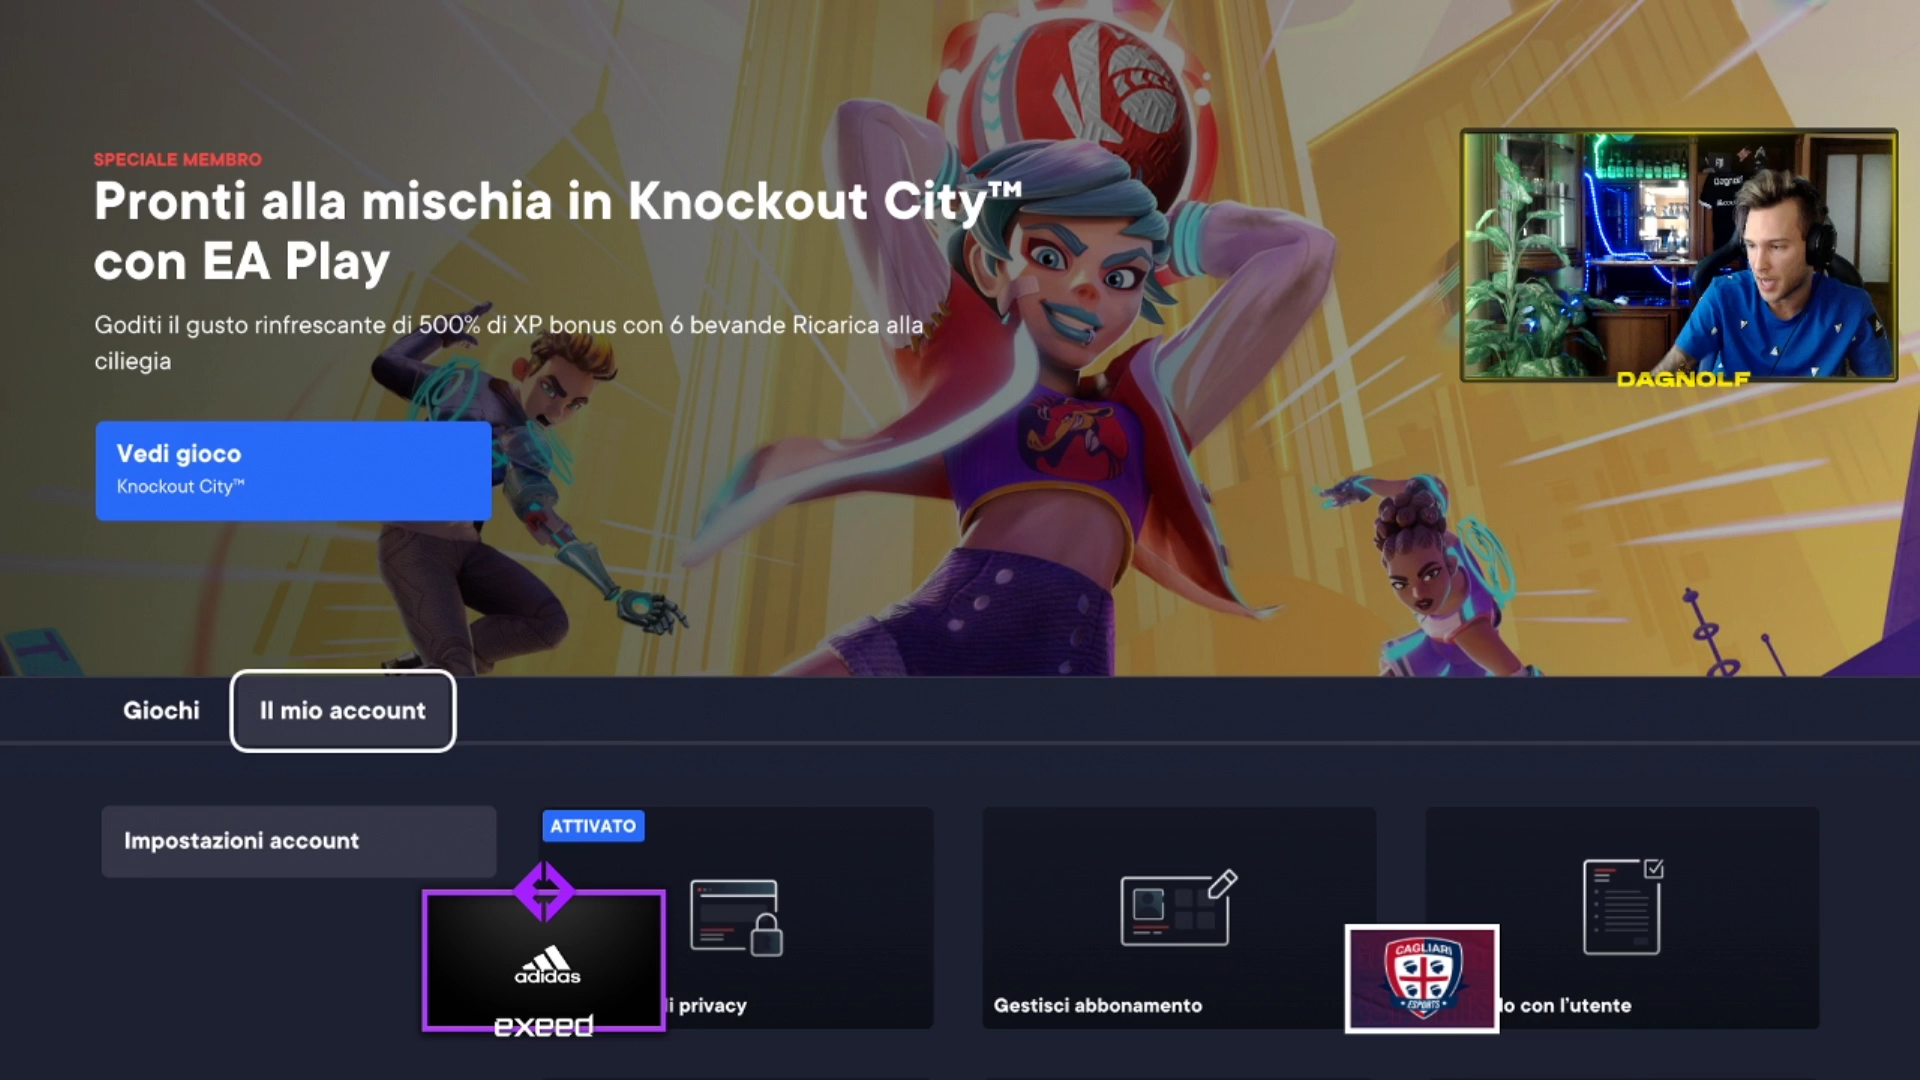 SPECIALE MEMBRO
Pronti alla mischia in Knockout City™
con EA Play
Goditi il gusto rinfrescante di 500% di XP bonus con 6 bevande Ricarica alla
ciliegia
Vedi gioco
Knockout City™
DAGNOLF
Giochi
Il mio account
Impostazioni account
ATTIVATO
adidas
exeed
li privacy
Gestisci abbonamento
CAGLIARI
ESPORTS
lo con l'utente